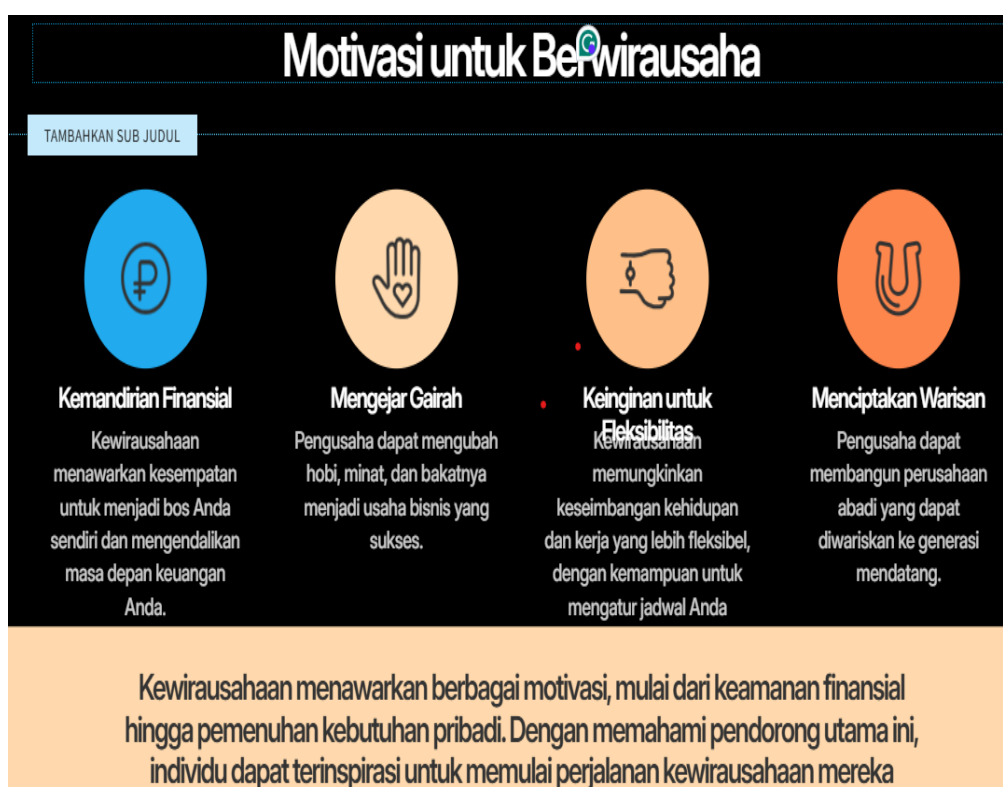 Motivasi untuk Berwirausaha
TAMBAHKAN SUB JUDUL
Kemandirian Finansial
Kewirausahaan
menawarkan kesempatan
untuk menjadi bos Anda
sendiri dan mengendalikan
masa depan keuangan
Anda.
Mengejar Gairah
Pengusaha dapat mengubah
hobi, minat, dan bakatnya
menjadi usaha bisnis yang
sukses.
Keinginan untuk
Fleksibilitas
Kewirausahaan
memungkinkan
keseimbangan kehidupan
dan kerja yang lebih fleksibel,
dengan kemampuan untuk
mengatur jadwal Anda
Menciptakan Warisan
Pengusaha dapat
membangun perusahaan
abadi yang dapat
diwariskan ke generasi
mendatang.
Kewirausahaan menawarkan berbagai motivasi, mulai dari keamanan finansial
hingga pemenuhan kebutuhan pribadi. Dengan memahami pendorong utama ini,
individu dapat terinspirasi untuk memulai perjalanan kewirausahaan mereka